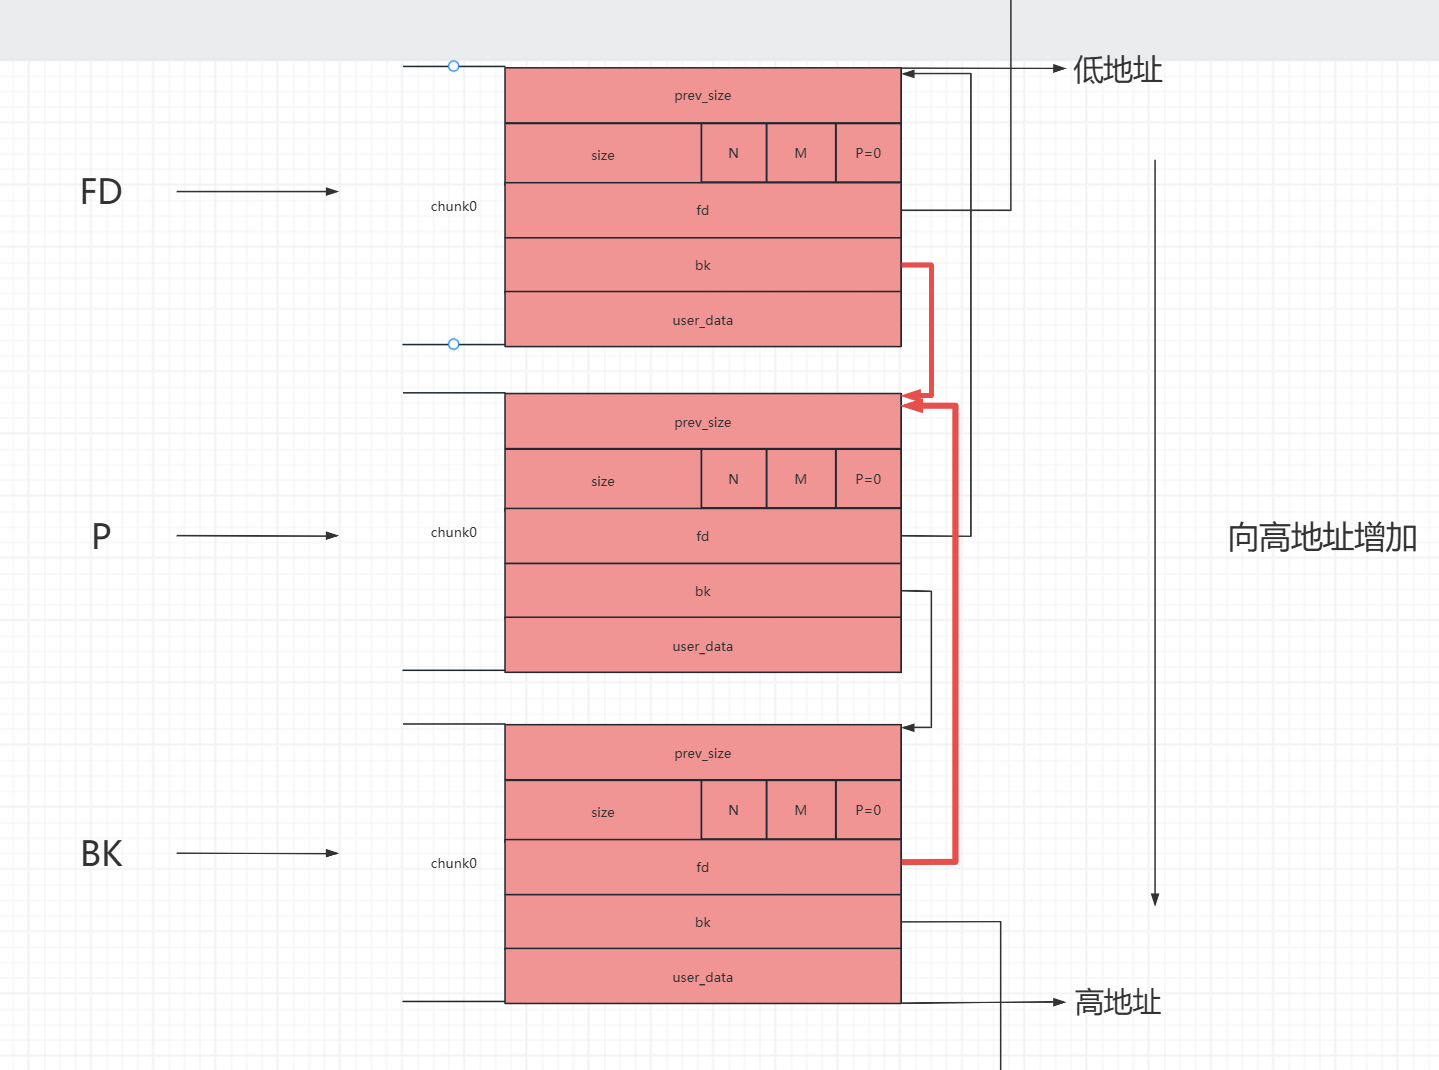 低地址
prev_size
size N M P=0
FD
chunk0
fd
bk
user_data
prev_size
size N M P=0
P
chunk0
fd
向高地址增加
bk
user_data
prev_size
size N M P=0
BK
chunk0
fd
bk
user_data
高地址